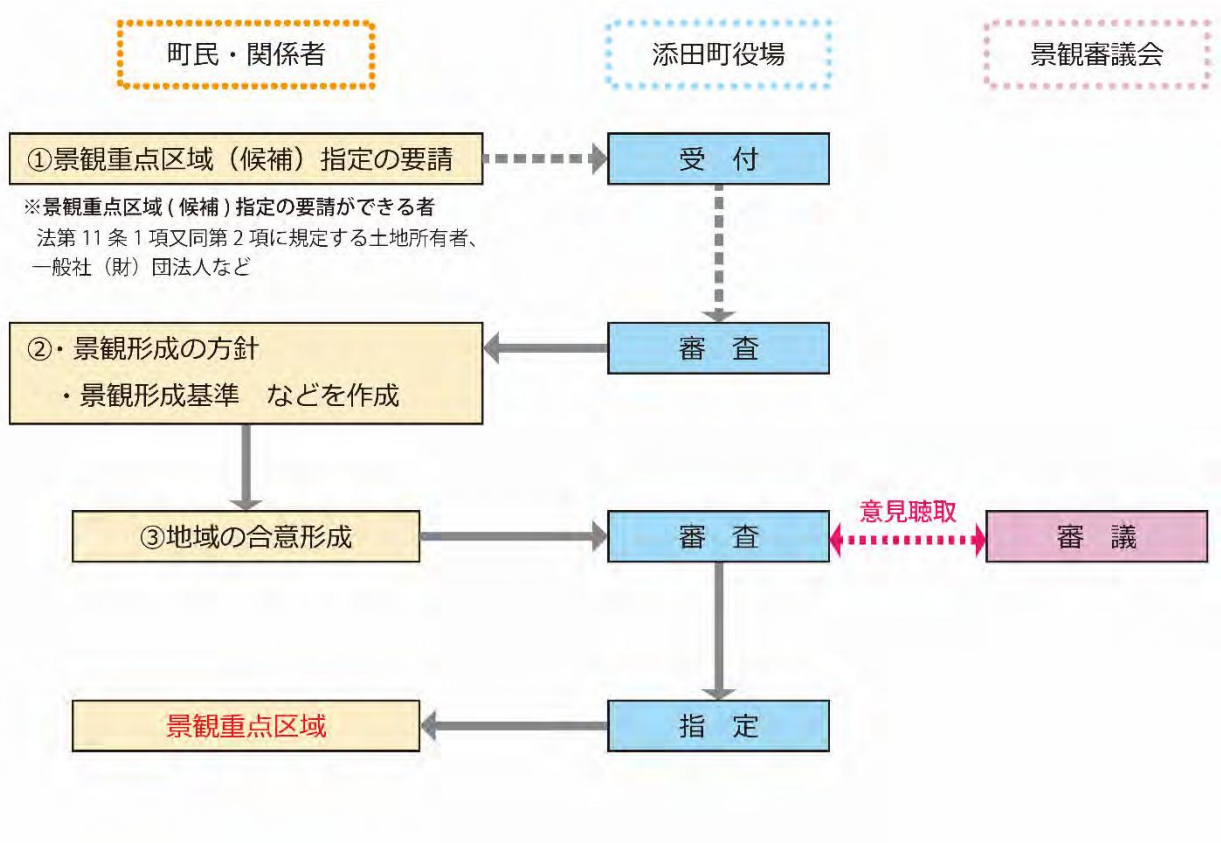 町民・関係者
添田町役場
景観審議会
①景観重点区域（候補）指定の要請
受　付
※景観重点区域 ( 候補 ) 指定の要請ができる者
法第 11 条 1 項又同第 2 項に規定する土地所有者、
一般社（財）団法人など
②・景観形成の方針
・景観形成基準　などを作成
審　査
③地域の合意形成
審　査
意見聴取
審　議
景観重点区域
指　定